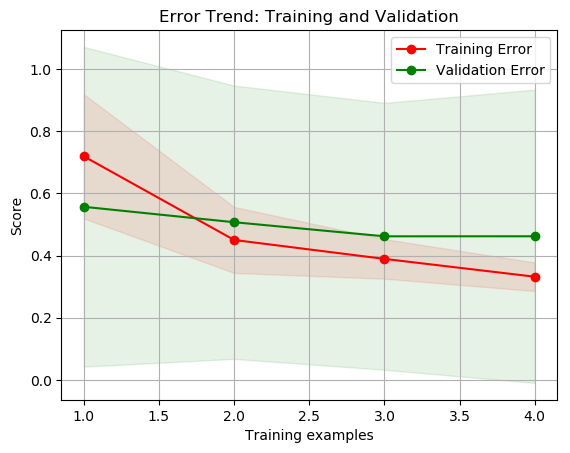 Error Trend: Training and Validation
Training Error
Validation Error
1.0
0.8
0.6
0.4
0.2
0.0
Score
1.0 1.5 2.0 2.5 3.0 3.5 4.0
Training examples